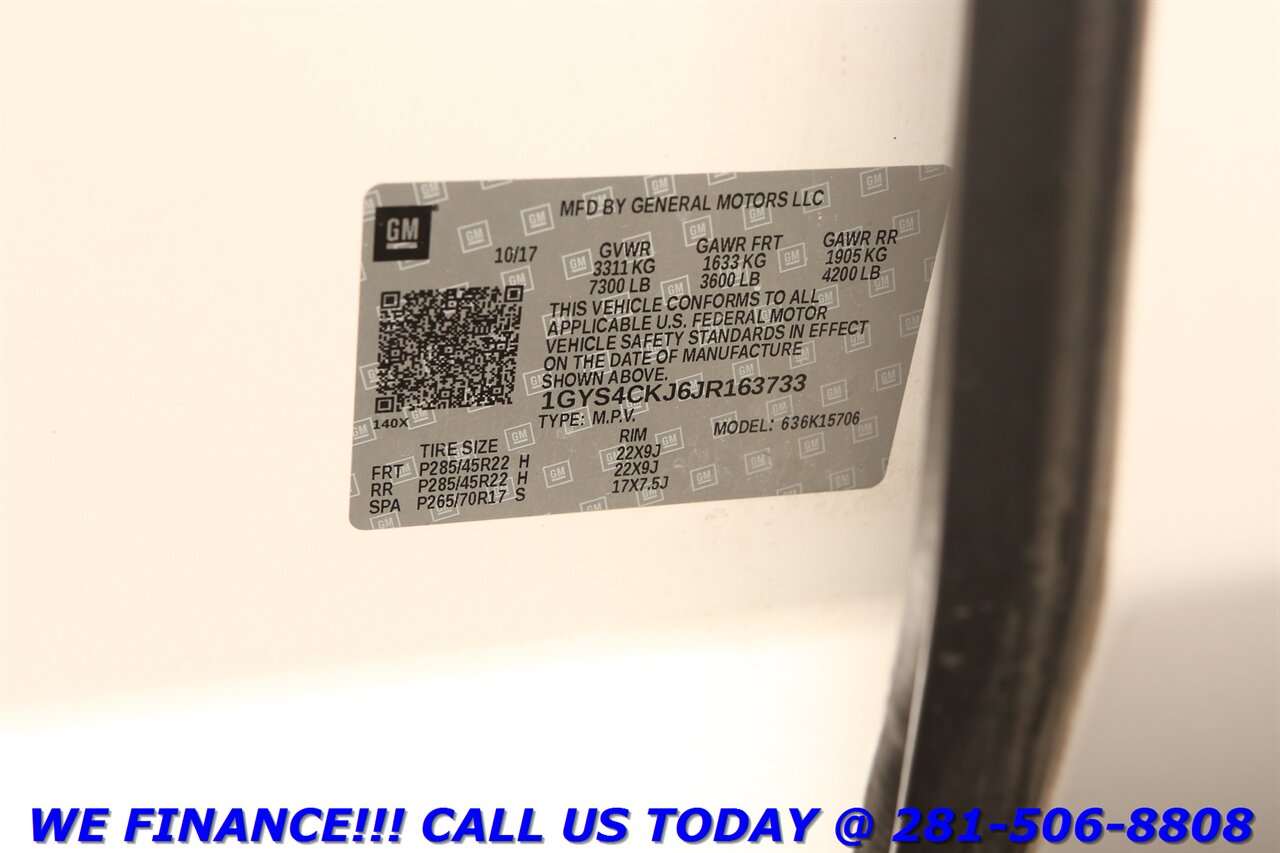 GM
MFD BY GENERAL MOTORS LLC
10/17
GVWR GAWR FRT GAWR RR
3311 KG 1633 KG 1905 KG
7300 LB 3600 LB 4200 LB
THIS VEHICLE CONFORMS TO ALL
APPLICABLE U.S. FEDERAL MOTOR
VEHICLE SAFETY STANDARDS IN EFFECT
ON THE DATE OF MANUFACTURE
SHOWN ABOVE.
1GYS4CKJ6JR163733
140X
TYPE: M.P.V. MODEL: 636K15706
TIRE SIZE RIM
FRT P285/45R22 H 22X9J
RR P285/45R22 H 22X9J
SPA P265/70R17 S 17X7.5J
WE FINANCE!!! CALL US TODAY @ 281-506-8808